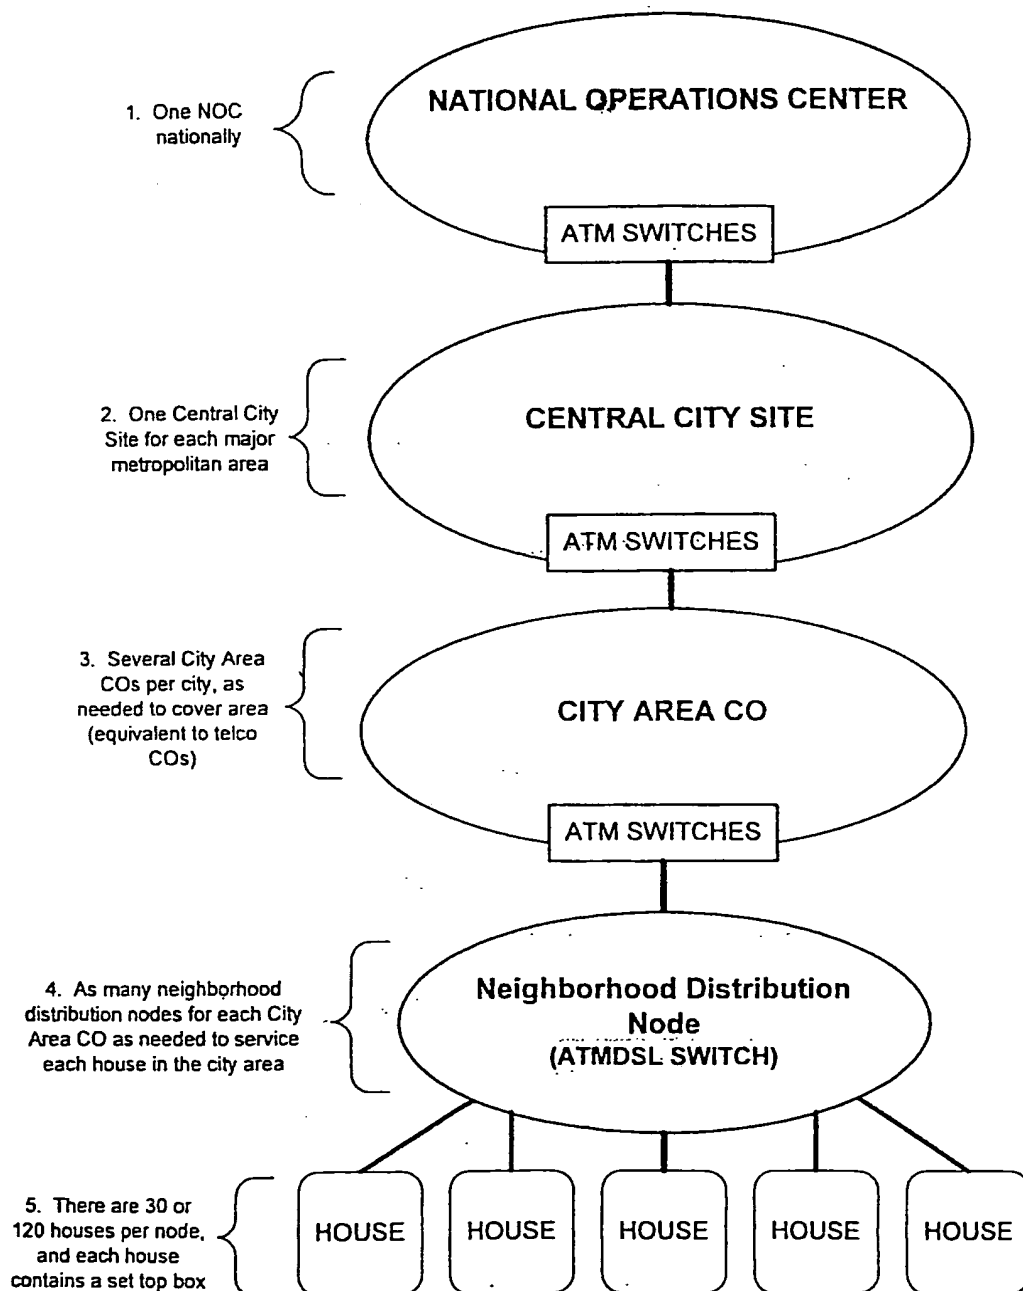 1. One NOC
nationally
NATIONAL OPERATIONS CENTER
ATM SWITCHES
2. One Central City
Site for each major
metropolitan area
CENTRAL CITY SITE
ATM SWITCHES
3. Several City Area
COs per city, as
needed to cover area
(equivalent to telco
COs)
CITY AREA CO
ATM SWITCHES
4. As many neighborhood
distribution nodes for each City
Area CO as needed to service
each house in the city area
Neighborhood Distribution
Node
(ATMDSL SWITCH)
5. There are 30 or
120 houses per node,
and each house
contains a set top box
HOUSE
HOUSE
HOUSE
HOUSE
HOUSE